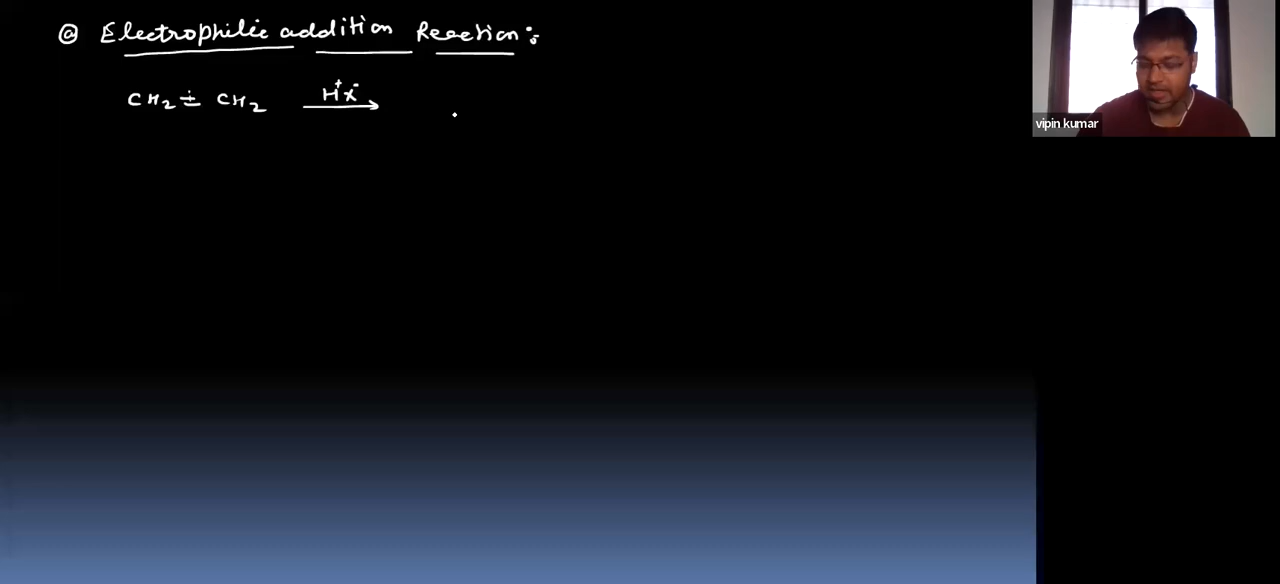 @ Electrophilic addition Reaction :-
CH2 = CH2 H+X- →
vipin kumar